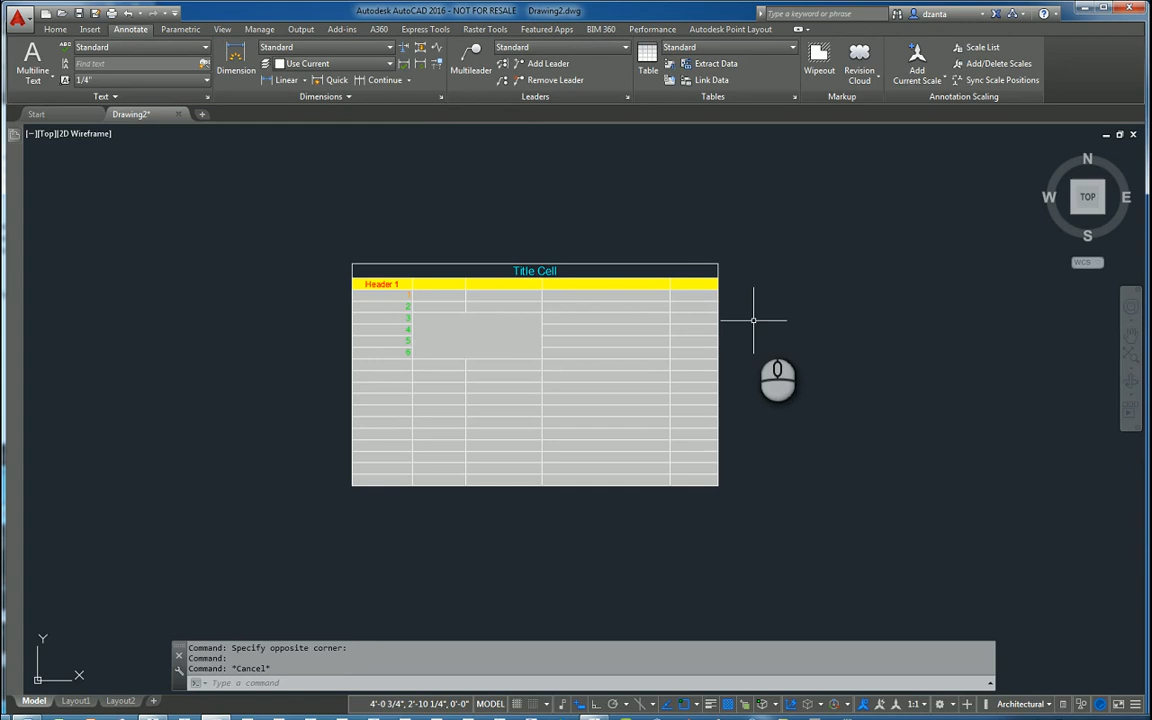 Autodesk AutoCAD 2016 - NOT FOR RESALE    Drawing2.dwg
Type a keyword or phrase
dzanta
Home Insert Annotate Parametric View Manage Output Add-ins A360 Express Tools Raster Tools Featured Apps BIM 360 Performance Autodesk Point Layout
Multiline Text
Standard
Find text
1/4"
Text
Dimension
Standard
Use Current
Linear Quick Continue
Dimensions
Multileader
Standard
Add Leader
Remove Leader
Leaders
Table
Standard
Extract Data
Link Data
Tables
Wipeout
Revision Cloud
Markup
Add Current Scale
Scale List
Add/Delete Scales
Sync Scale Positions
Annotation Scaling
Start
Drawing2*
[−][Top][2D Wireframe]
N
W TOP E
S
WCS
Title Cell
Header 1
1
2
3
4
5
6
Y
X
Command: Specify opposite corner:
Command:
Command: *Cancel*
Type a command
Model Layout1 Layout2
4'-0 3/4", 2'-10 1/4", 0'-0"
MODEL
1:1
Architectural